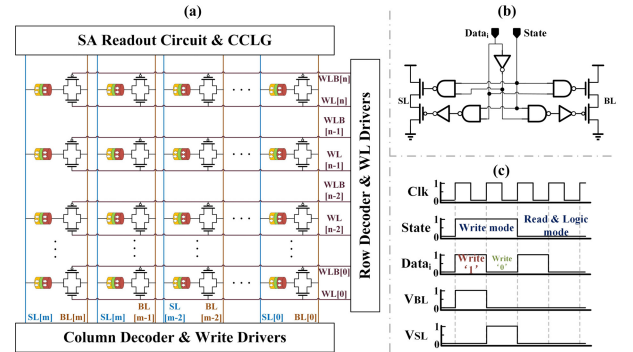 (a)
SA Readout Circuit & CCLG
WLB[n]
WL[n]
WLB
[n-1]
WL
[n-1]
WLB
[n-2]
WL
[n-2]
WLB[0]
WL[0]
Row Decoder & WL Drivers
SL[m]
BL[m]
SL[m]
BL
[m-1]
SL
[m-2]
BL
[m-2]
SL[0]
BL[0]
Column Decoder & Write Drivers
(b)
Dataᵢ
State
SL
BL
(c)
Clk
1
0
State
1
0
Write mode
Read & Logic
mode
Dataᵢ
1
0
Write
'1'
Write
'0'
VBL
1
0
VSL
1
0